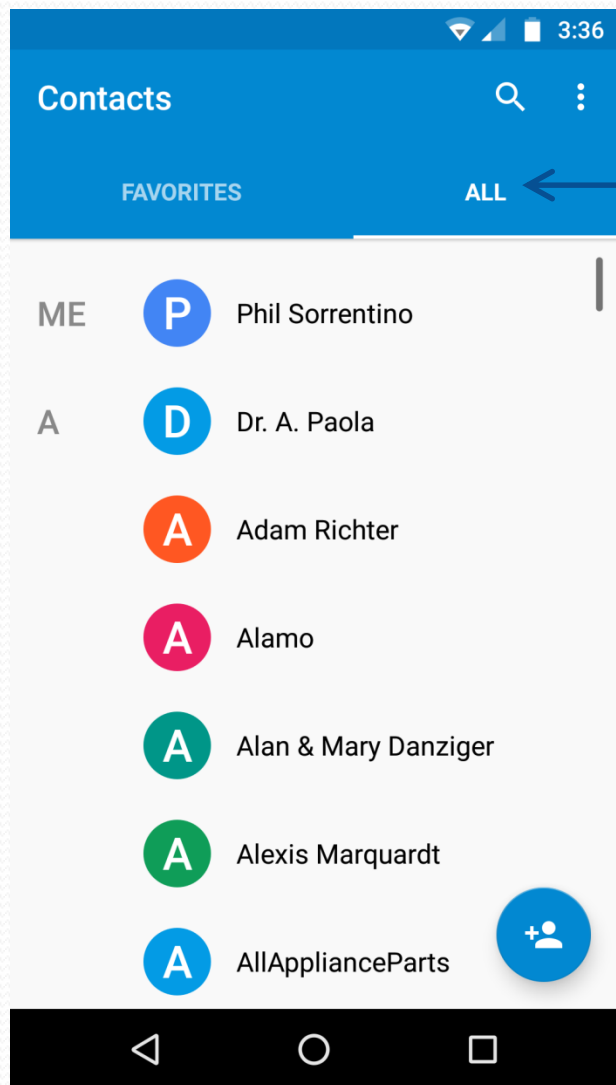 3:36
Contacts
FAVORITES ALL
ME P Phil Sorrentino
A D Dr. A. Paola
A Adam Richter
A Alamo
A Alan & Mary Danziger
A Alexis Marquardt
A AllApplianceParts